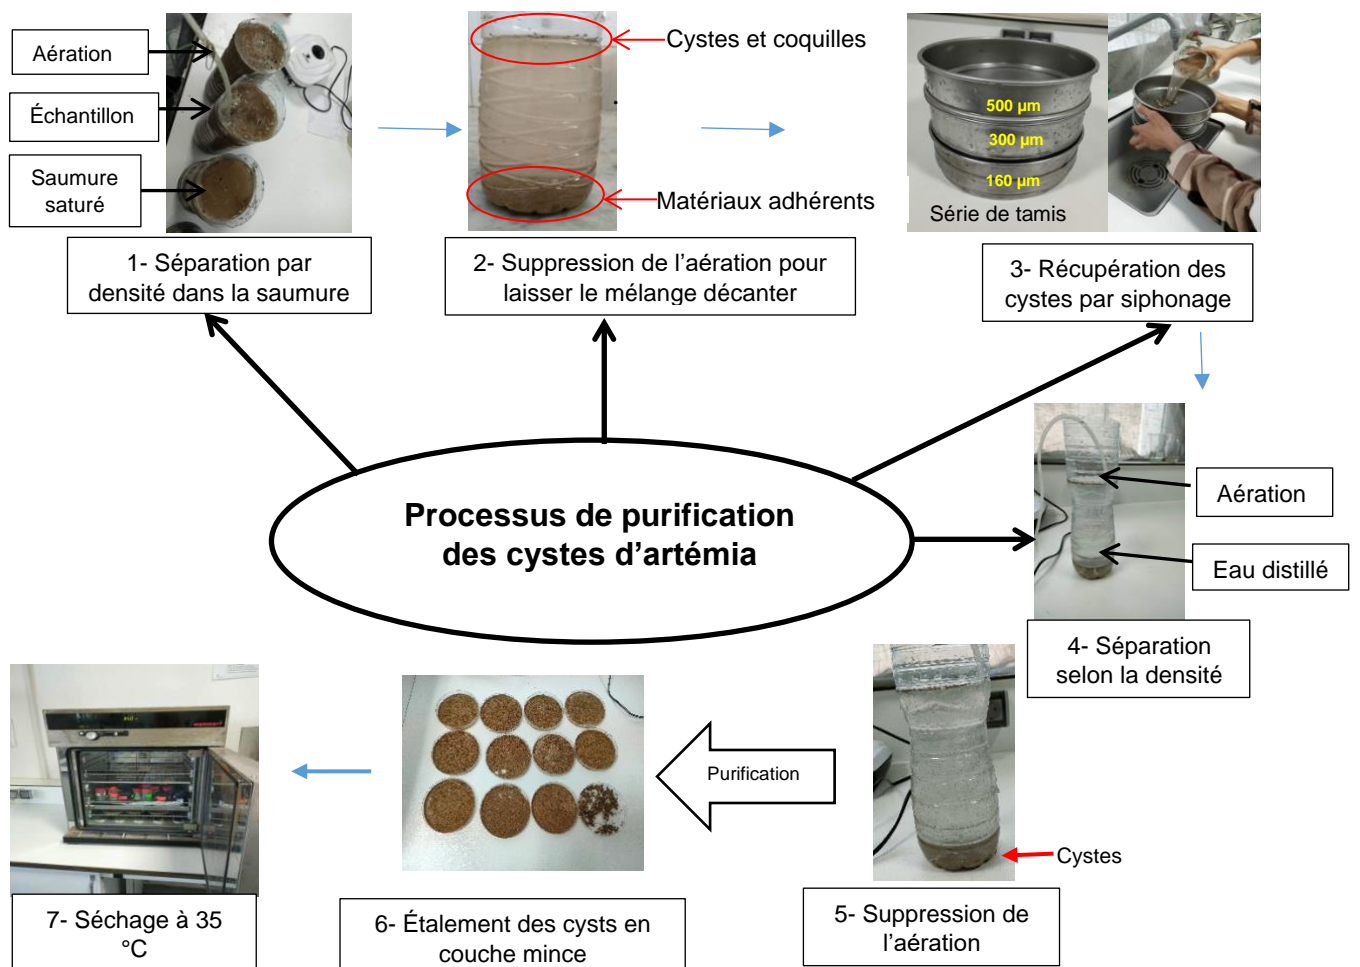 Aération
Échantillon
Saumure
saturé
Cystes et coquilles
Matériaux adhérents
500 µm
300 µm
160 µm
Série de tamis
1- Séparation par
densité dans la saumure
2- Suppression de l’aération pour
laisser le mélange décanter
3- Récupération des
cystes par siphonage
Processus de purification
des cystes d’artémia
Aération
Eau distillé
4- Séparation
selon la densité
Cystes
5- Suppression de
l’aération
Purification
6- Étalement des cysts en
couche mince
7- Séchage à 35
°C